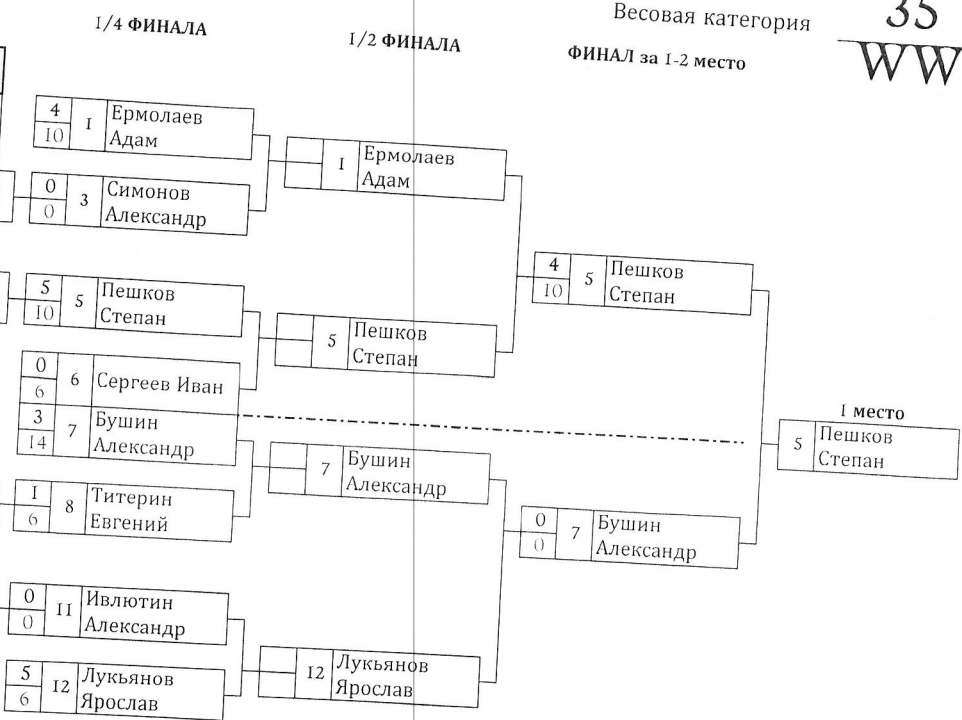 Весовая категория
35
WW
1/4 ФИНАЛА
1/2 ФИНАЛА
ФИНАЛ за 1-2 место
4
10
1
Ермолаев
Адам
0
0
3
Симонов
Александр
5
10
5
Пешков
Степан
0
6
6
Сергеев Иван
3
14
7
Бушин
Александр
1
6
8
Титерин
Евгений
0
0
11
Ивлютин
Александр
5
6
12
Лукьянов
Ярослав
1
Ермолаев
Адам
5
Пешков
Степан
7
Бушин
Александр
12
Лукьянов
Ярослав
4
10
5
Пешков
Степан
0
0
7
Бушин
Александр
1 место
5
Пешков
Степан